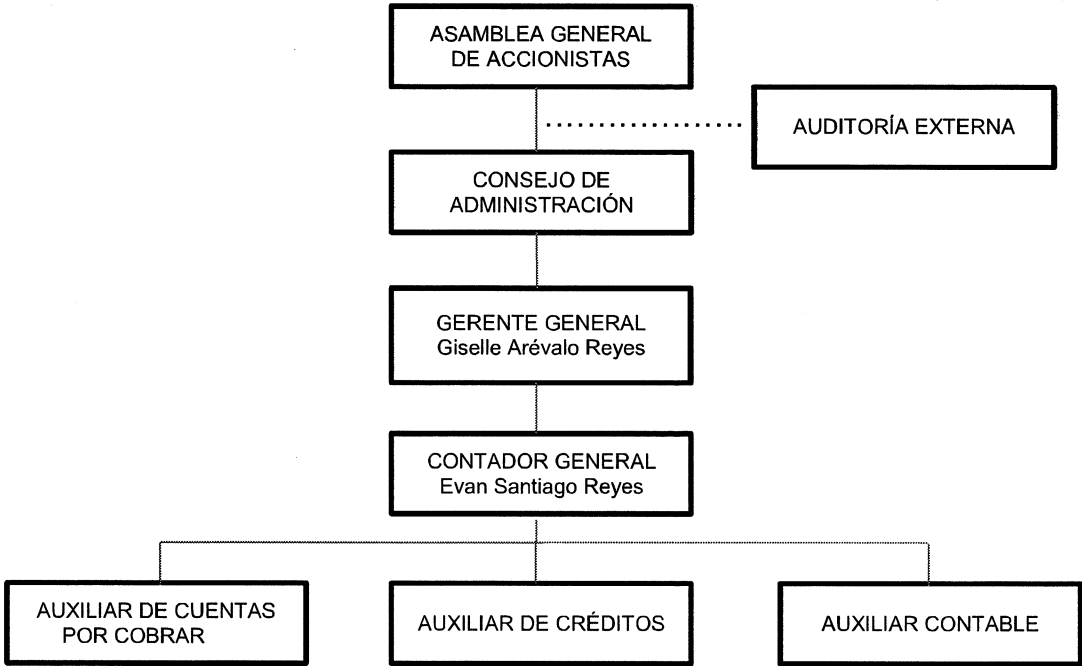 ASAMBLEA GENERAL
DE ACCIONISTAS
AUDITORÍA EXTERNA
CONSEJO DE
ADMINISTRACIÓN
GERENTE GENERAL
Giselle Arévalo Reyes
CONTADOR GENERAL
Evan Santiago Reyes
AUXILIAR DE CUENTAS
POR COBRAR
AUXILIAR DE CRÉDITOS
AUXILIAR CONTABLE